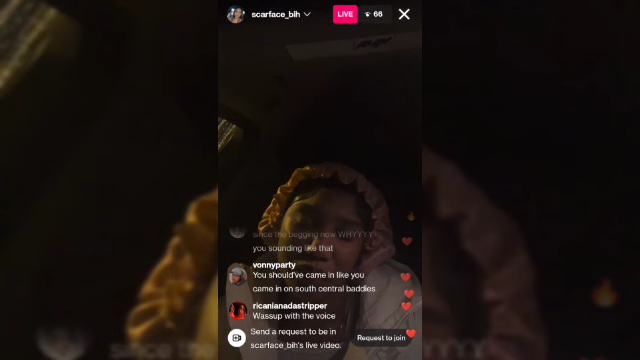 scarface_bih
LIVE
66
since the begging now WHYYYY
you sounding like that
vonnyparty
You should've came in like you
came in on south central baddies
ricanianadastripper
Wassup with the voice
Send a request to be in
scarface_bih's live video.
Request to join